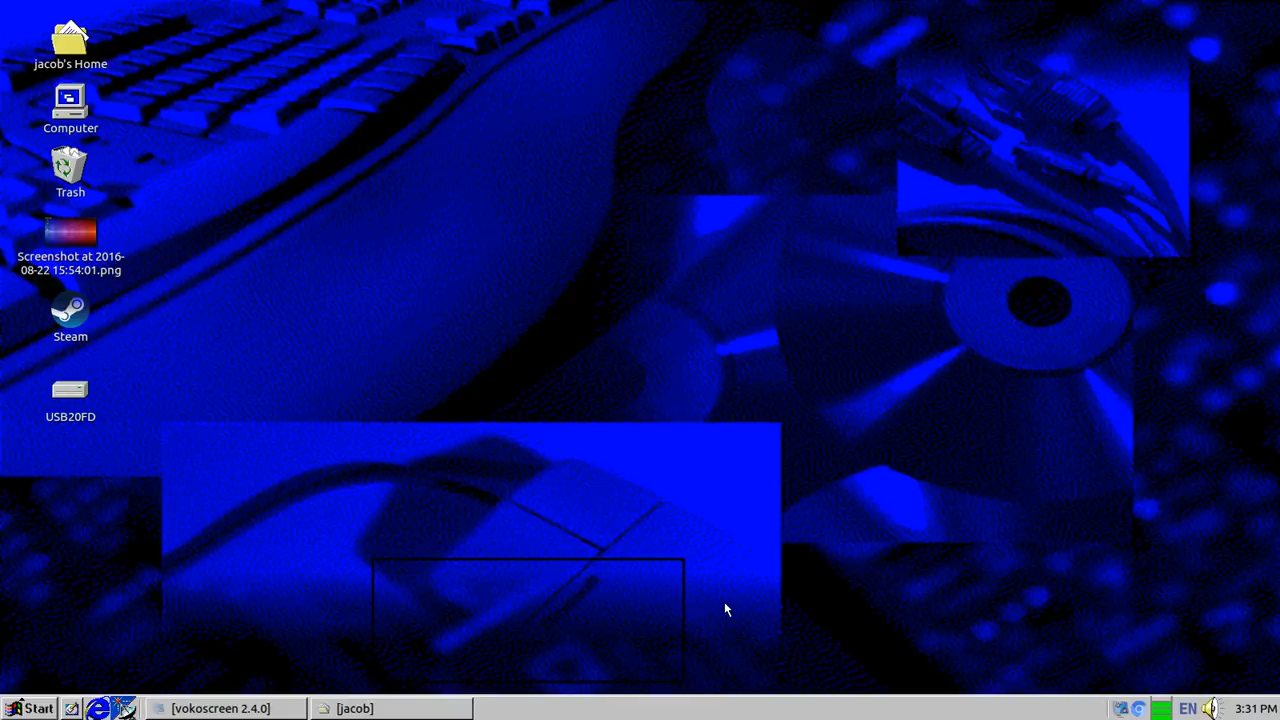 jacob's Home
Computer
Trash
Screenshot at 2016-
08-22 15:54:01.png
Steam
USB20FD
Start
[vokoscreen 2.4.0]
[jacob]
EN
3:31 PM